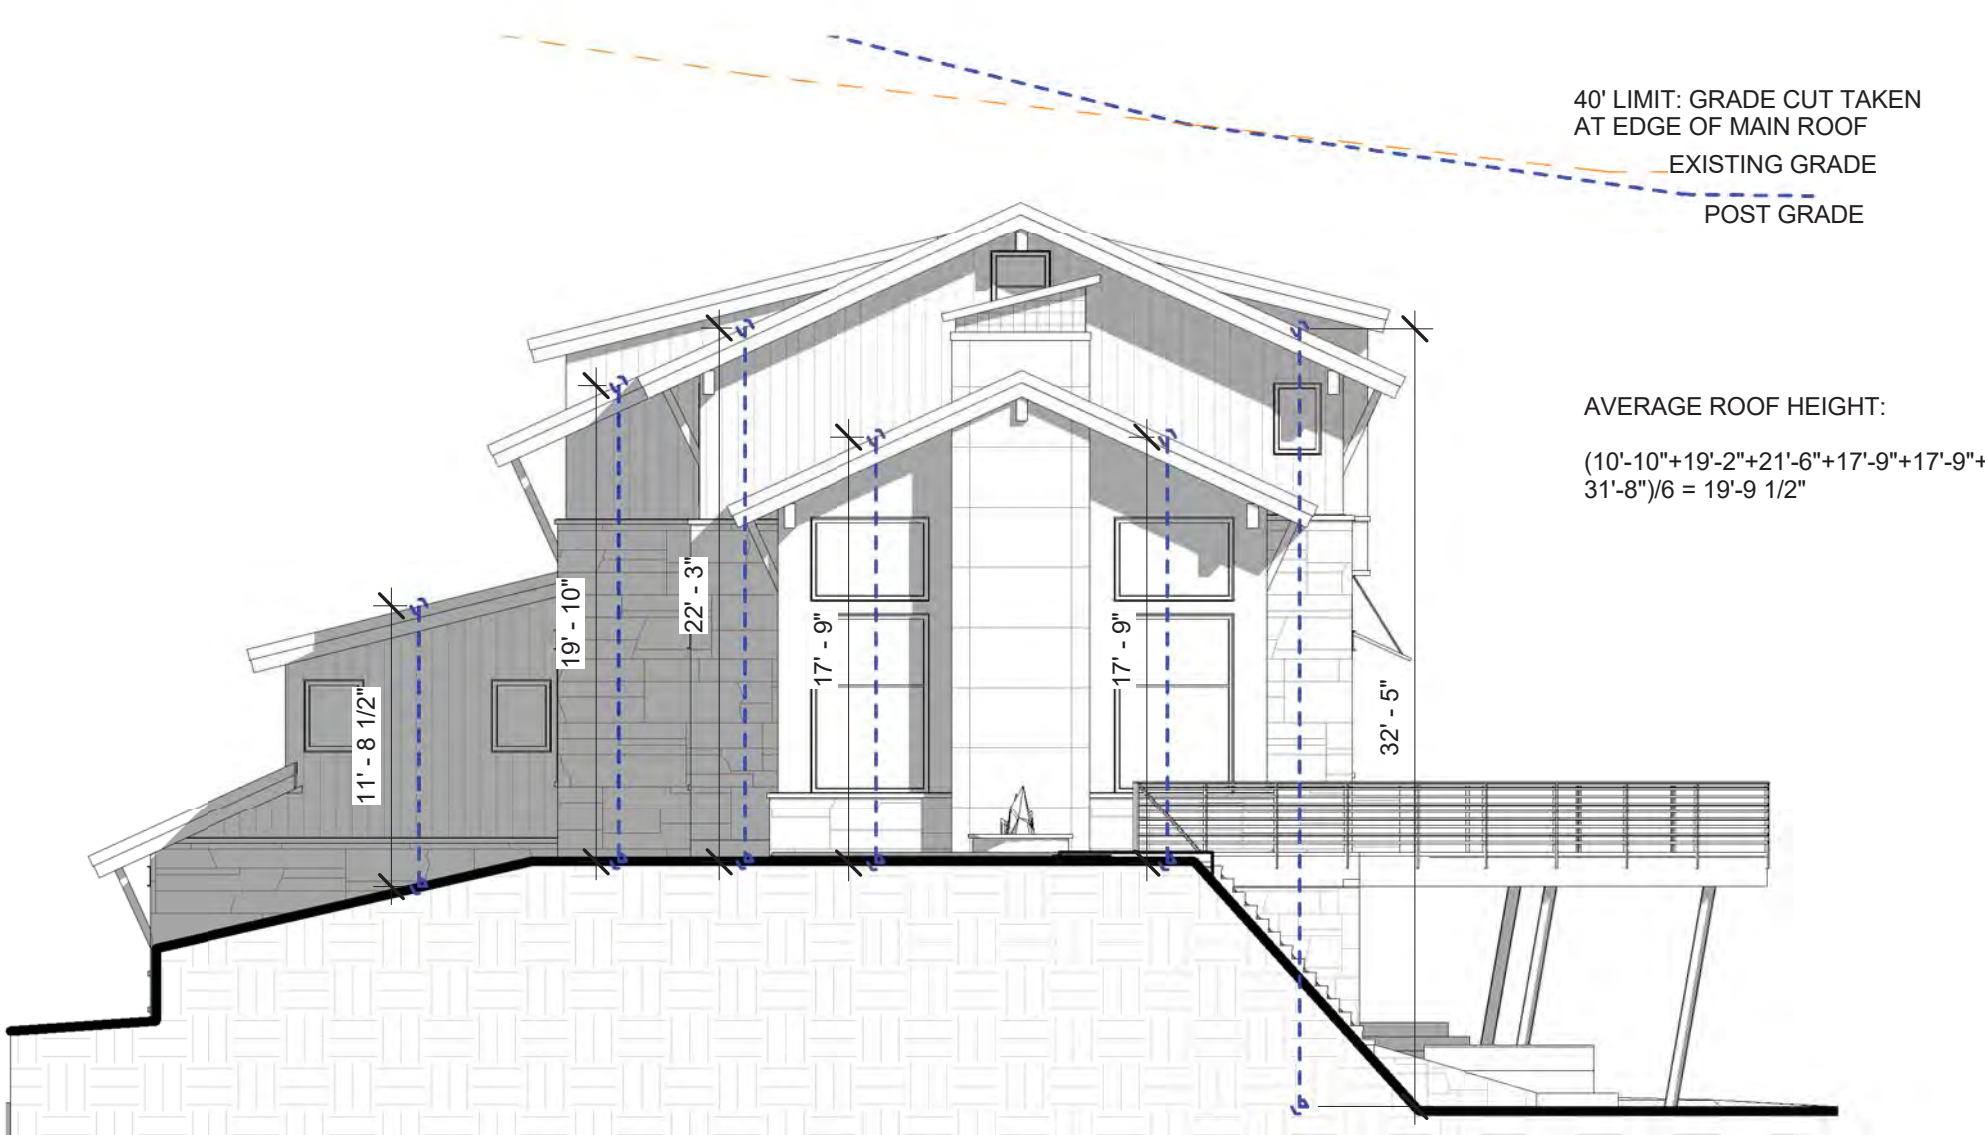 40' LIMIT: GRADE CUT TAKEN
AT EDGE OF MAIN ROOF
EXISTING GRADE
POST GRADE
AVERAGE ROOF HEIGHT:
(10'-10"+19'-2"+21'-6"+17'-9"+17'-9"+
31'-8")/6 = 19'-9 1/2"
11' - 8 1/2"
19' - 10"
22' - 3"
17' - 9"
17' - 9"
32' - 5"